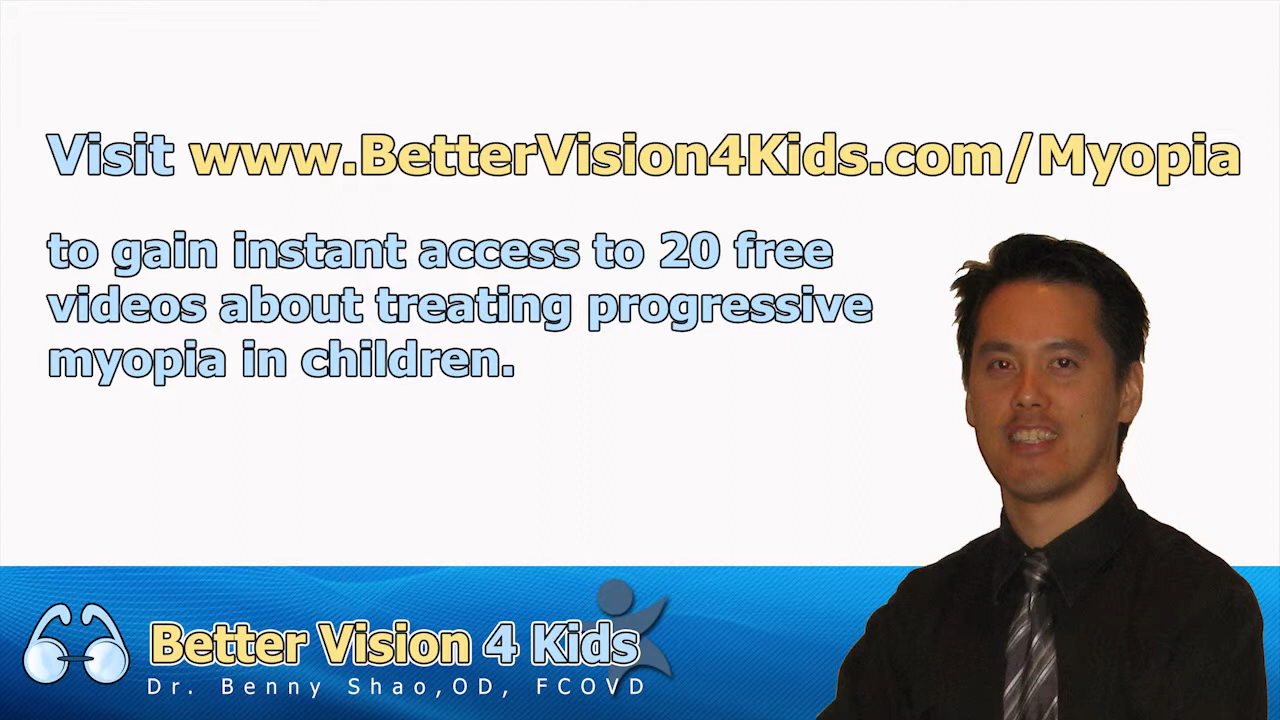 Visit www.BetterVision4Kids.com/Myopia
to gain instant access to 20 free
videos about treating progressive
myopia in children.
Better Vision 4 Kids
Dr. Benny Shao,OD, FCOVD